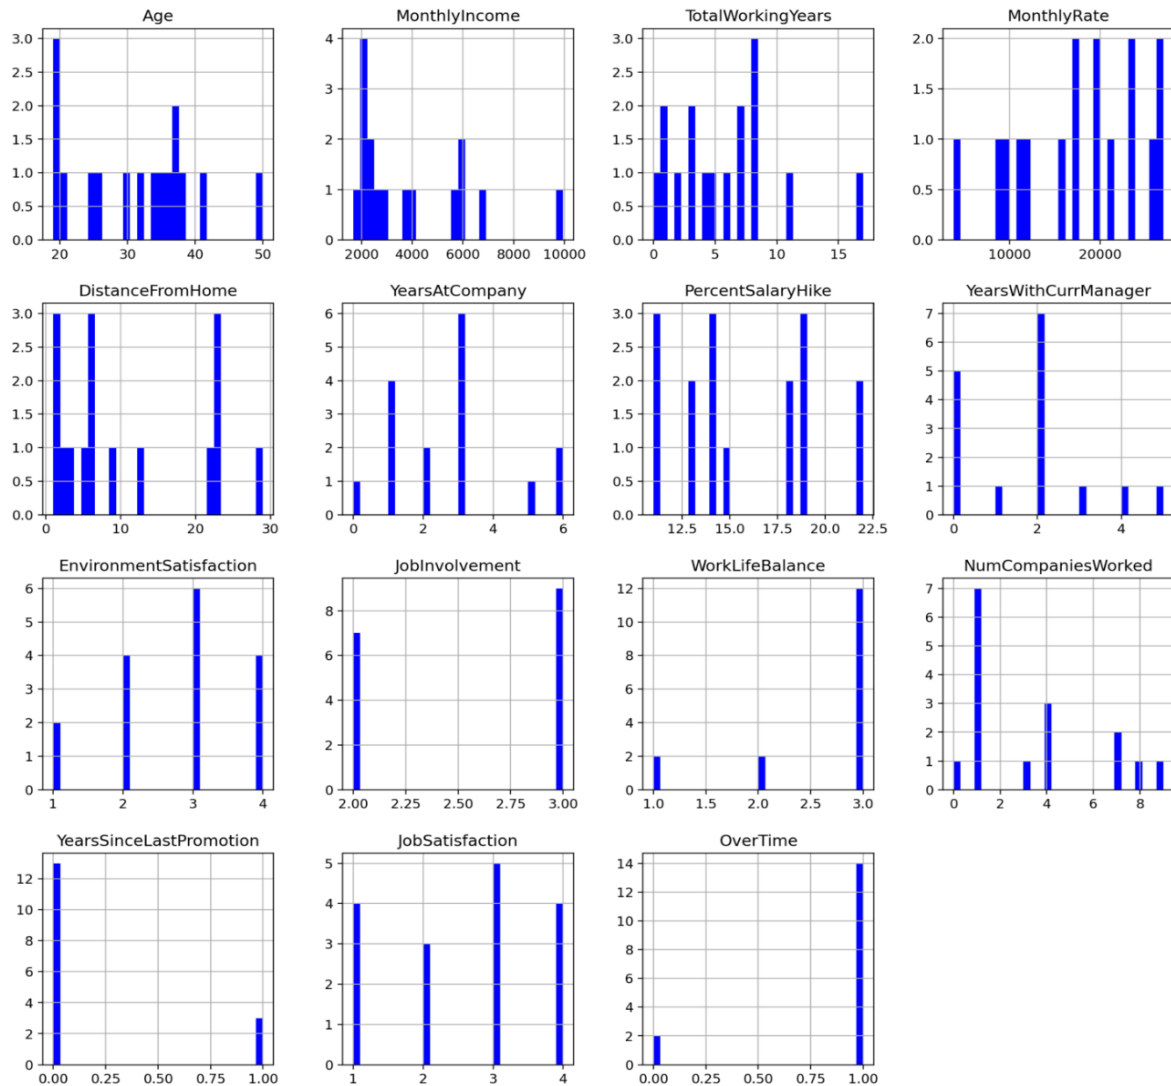 Age MonthlyIncome TotalWorkingYears MonthlyRate
3.0 4 3.0 2.0
2.5 2.5
2.0 3 2.0 1.5
1.5 2 1.5 1.0
1.0 1 1.0 0.5
0.5 0.5
0.0 0 0.0 0.0
20 30 40 50 2000 4000 6000 8000 10000 0 5 10 15 10000 20000
DistanceFromHome YearsAtCompany PercentSalaryHike YearsWithCurrManager
3.0 6 3.0 7
2.5 5 2.5 6
2.0 4 2.0 5
1.5 3 1.5 4
1.0 2 1.0 3
0.5 1 0.5 2
0.0 0 0.0 1
0
0 10 20 30 0 2 4 6 12.5 15.0 17.5 20.0 22.5 0 2 4
EnvironmentSatisfaction JobInvolvement WorkLifeBalance NumCompaniesWorked
6 8 12 7
5 6 10 6
4 4 8 5
3 2 6 4
2 0 4 3
1 2 2
0 0 1
0
1 2 3 4 2.00 2.25 2.50 2.75 3.00 1.0 1.5 2.0 2.5 3.0 0 2 4 6 8
YearsSinceLastPromotion JobSatisfaction OverTime
12 5 14
10 4 12
8 3 10
6 2 8
4 1 6
2 0 4
0 2
0
0.00 0.25 0.50 0.75 1.00 1 2 3 4 0.00 0.25 0.50 0.75 1.00